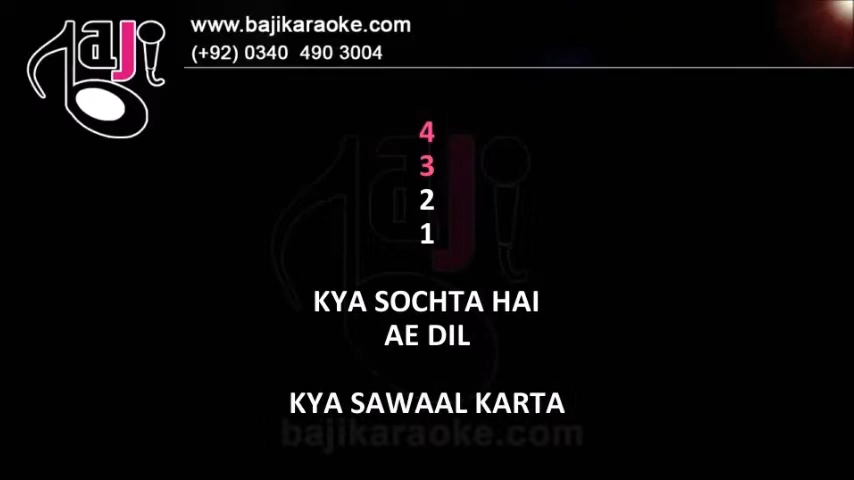 aJi
www.bajikaraoke.com
(+92) 0340 490 3004
4
3
2
1
KYA SOCHTA HAI
AE DIL
KYA SAWAAL KARTA
bajikaraoke.com